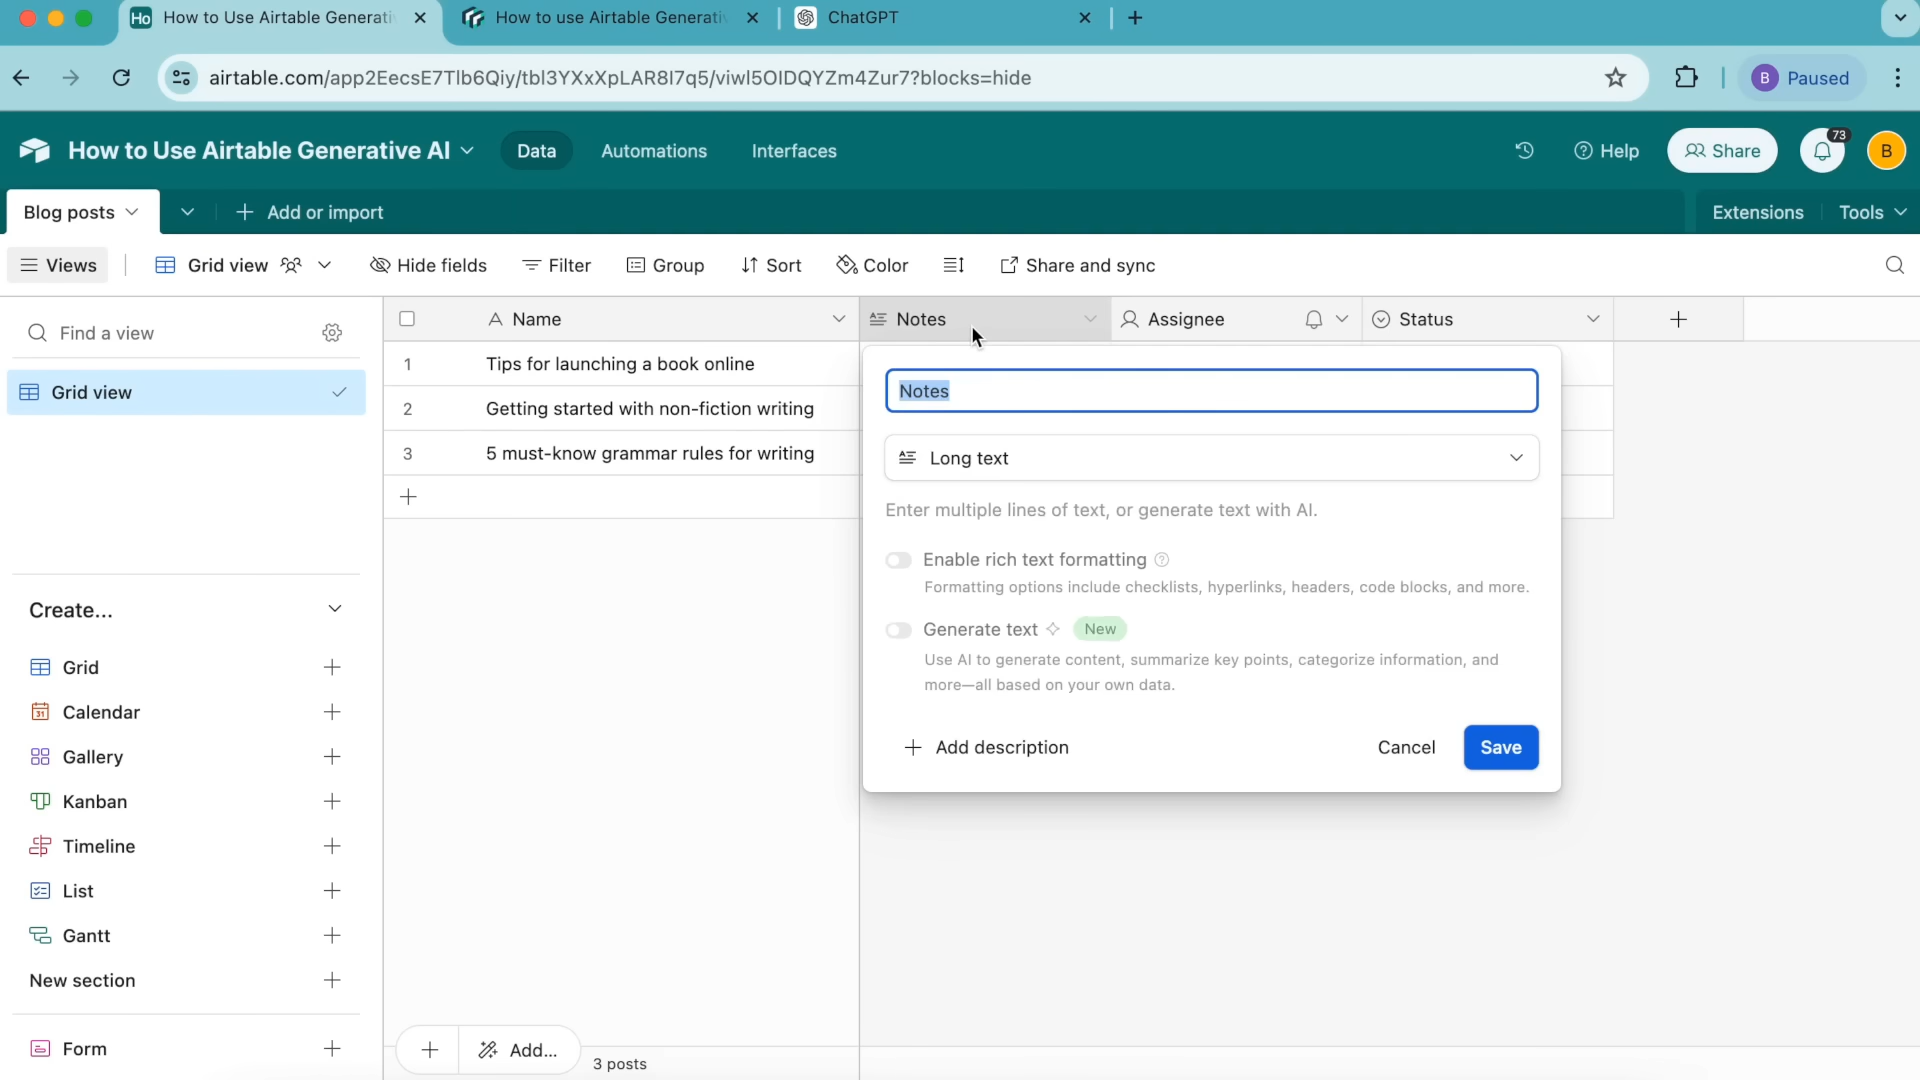 Ho How to Use Airtable Generati
How to use Airtable Generati
ChatGPT
airtable.com/app2EecsE7Tlb6Qiy/tbl3YXxXpLAR8I7q5/viwl5OIDQYZm4Zur7?blocks=hide
B Paused
How to Use Airtable Generative AI
Data
Automations
Interfaces
Help
Share
73
B
Blog posts
Add or import
Extensions
Tools
Views
Grid view
Hide fields
Filter
Group
Sort
Color
Share and sync
Find a view
Grid view
Create...
Grid
31 Calendar
Gallery
Kanban
Timeline
List
Gantt
New section
Form
A Name
Notes
Assignee
Status
1 Tips for launching a book online
2 Getting started with non-fiction writing
3 5 must-know grammar rules for writing
Notes
Long text
Enter multiple lines of text, or generate text with AI.
Enable rich text formatting ?
Formatting options include checklists, hyperlinks, headers, code blocks, and more.
Generate text New
Use AI to generate content, summarize key points, categorize information, and
more—all based on your own data.
Add description
Cancel
Save
Add...
3 posts